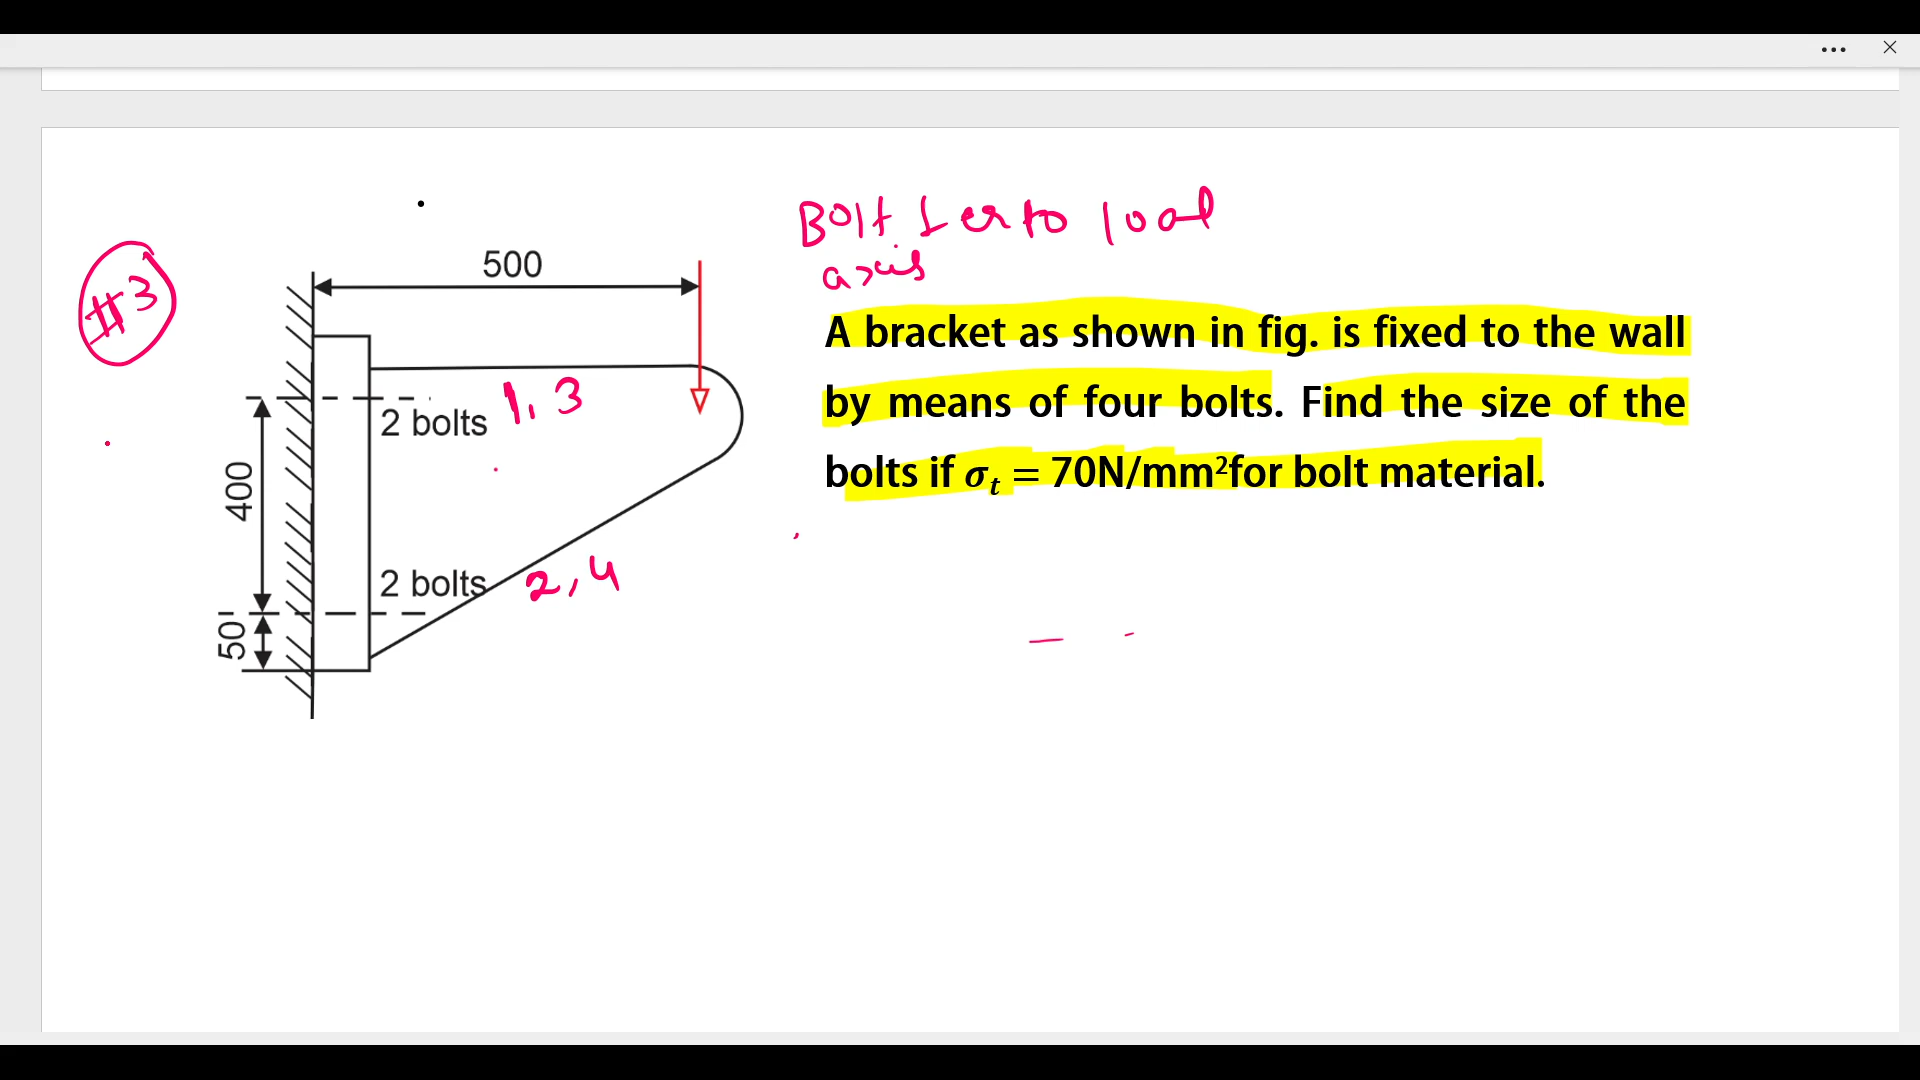 Bolt ⊥er to load
axis
#3
500
A bracket as shown in fig. is fixed to the wall
by means of four bolts. Find the size of the
bolts if σt = 70N/mm²for bolt material.
1, 3
2 bolts
400
2 bolts
2, 4
50